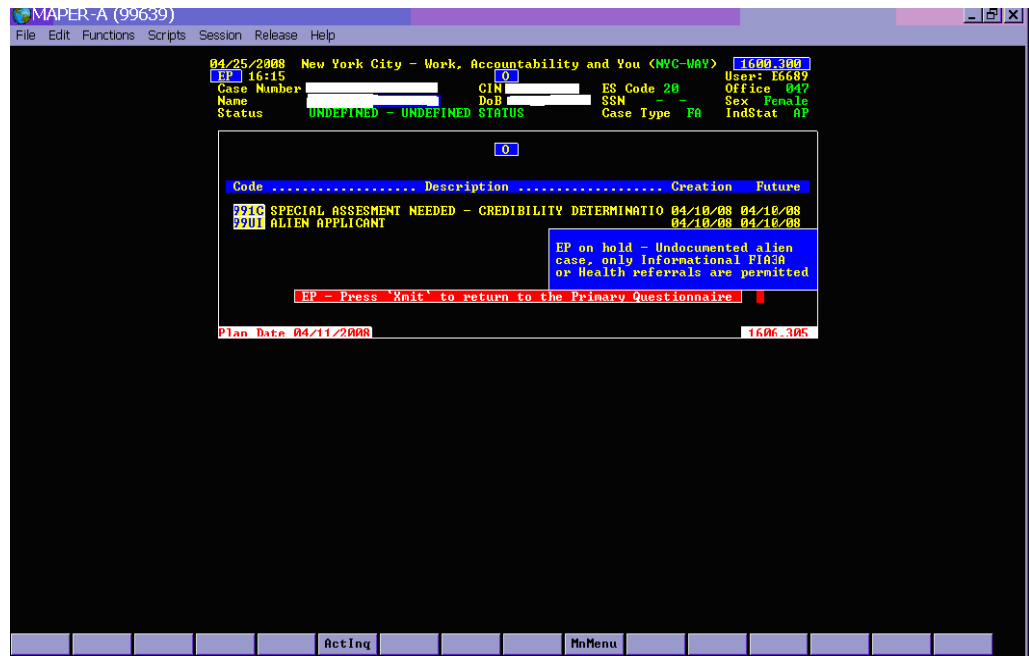 MAPER-A (99639)
File Edit Functions Scripts Session Release Help
04/25/2008 New York City - Work, Accountability and You (NYC-WAY) 1600.300
EP 16:15 O User: E6689
Case Number CIN ES Code 20 Office 047
Name DoB SSN - - Sex Female
Status UNDEFINED - UNDEFINED STATUS Case Type FA IndStat AP
O
Code ................... Description ................... Creation Future
991C SPECIAL ASSESMENT NEEDED - CREDIBILITY DETERMINATIO 04/10/08 04/10/08
99UI ALIEN APPLICANT 04/10/08 04/10/08
EP on hold - Undocumented alien
case, only Informational FIA3A
or Health referrals are permitted
EP - Press `Xmit` to return to the Primary Questionnaire
Plan Date 04/11/2008 1606.305
ActInq MnMenu